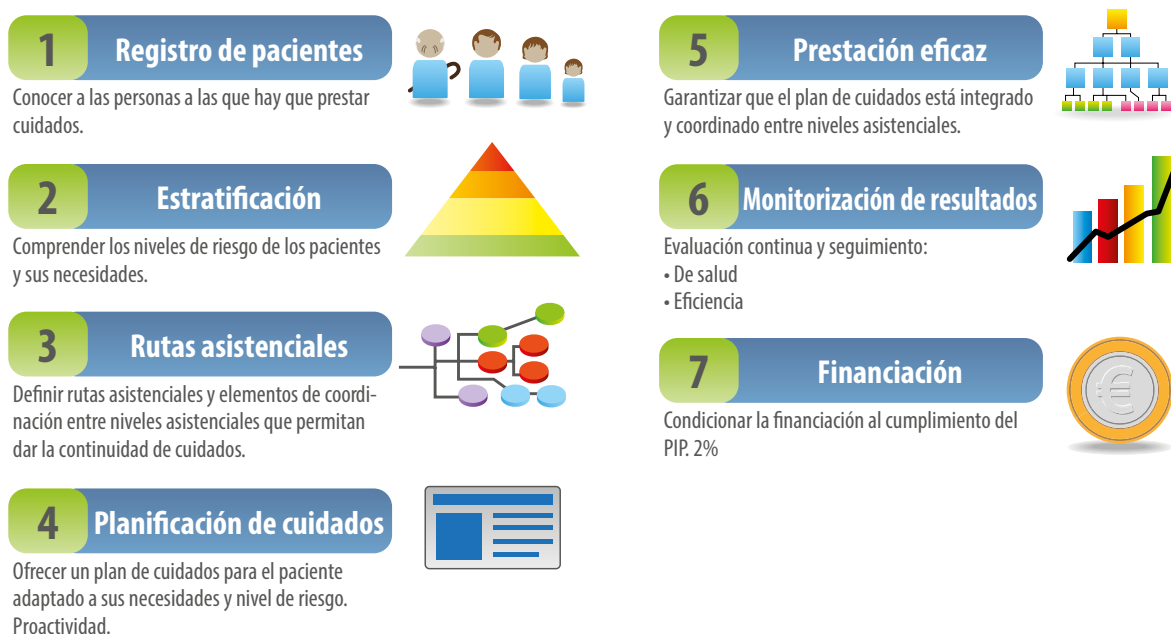 1
Registro de pacientes
Conocer a las personas a las que hay que prestar
cuidados.
2
Estratificación
Comprender los niveles de riesgo de los pacientes
y sus necesidades.
3
Rutas asistenciales
Definir rutas asistenciales y elementos de coordi-
nación entre niveles asistenciales que permitan
dar la continuidad de cuidados.
4
Planificación de cuidados
Ofrecer un plan de cuidados para el paciente
adaptado a sus necesidades y nivel de riesgo.
Proactividad.
5
Prestación eficaz
Garantizar que el plan de cuidados está integrado
y coordinado entre niveles asistenciales.
6
Monitorización de resultados
Evaluación continua y seguimiento:
• De salud
• Eficiencia
7
Financiación
Condicionar la financiación al cumplimiento del
PIP. 2%
€